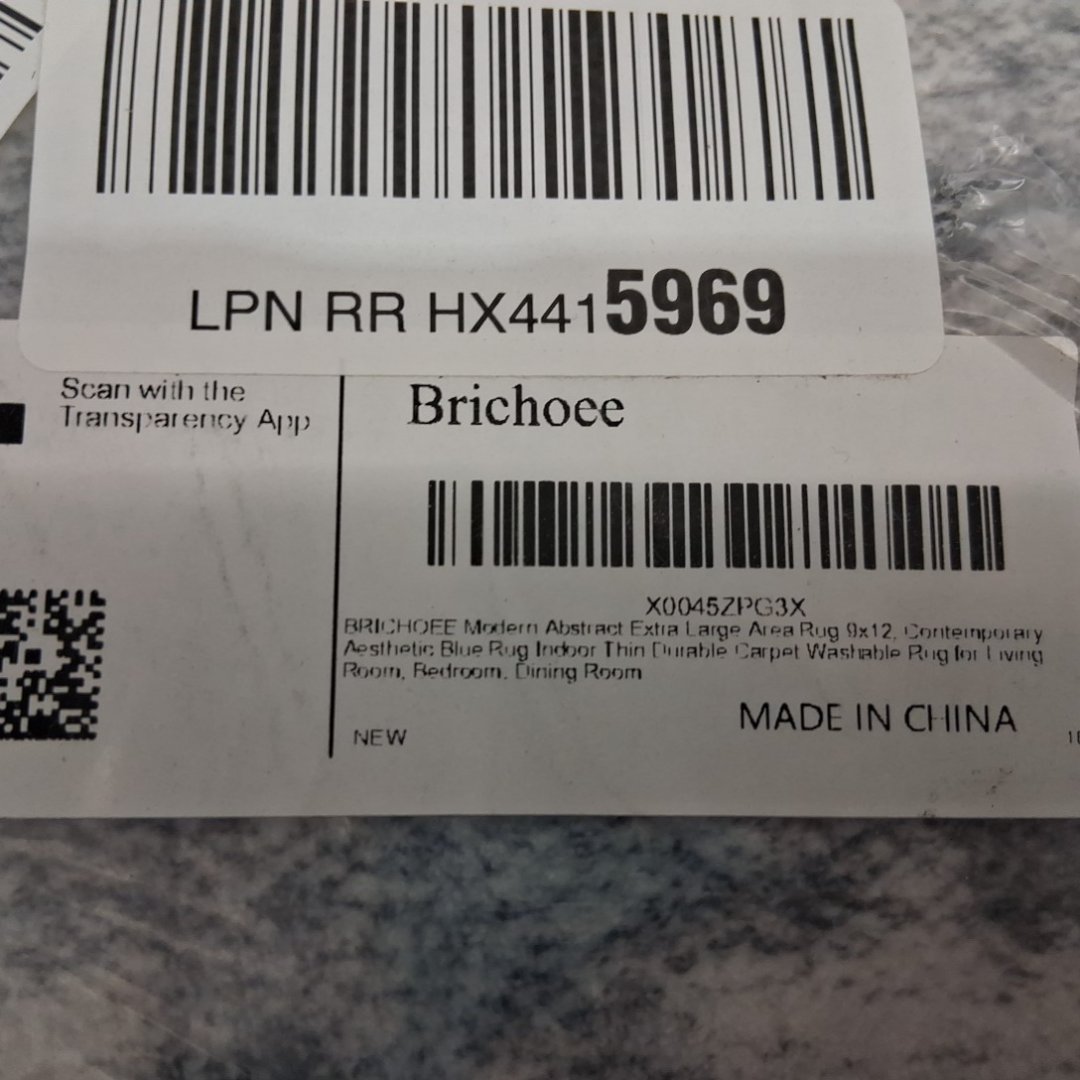 LPN RR HX4415969
Scan with the
Transparency App
Brichoee
X0045ZPG3X
BRICHOEE Modern Abstract Extra Large Area Rug 9x12, Contemporary
Aesthetic Blue Rug Indoor Thin Durable Carpet Washable Rug for Living
Room, Bedroom, Dining Room
NEW
MADE IN CHINA